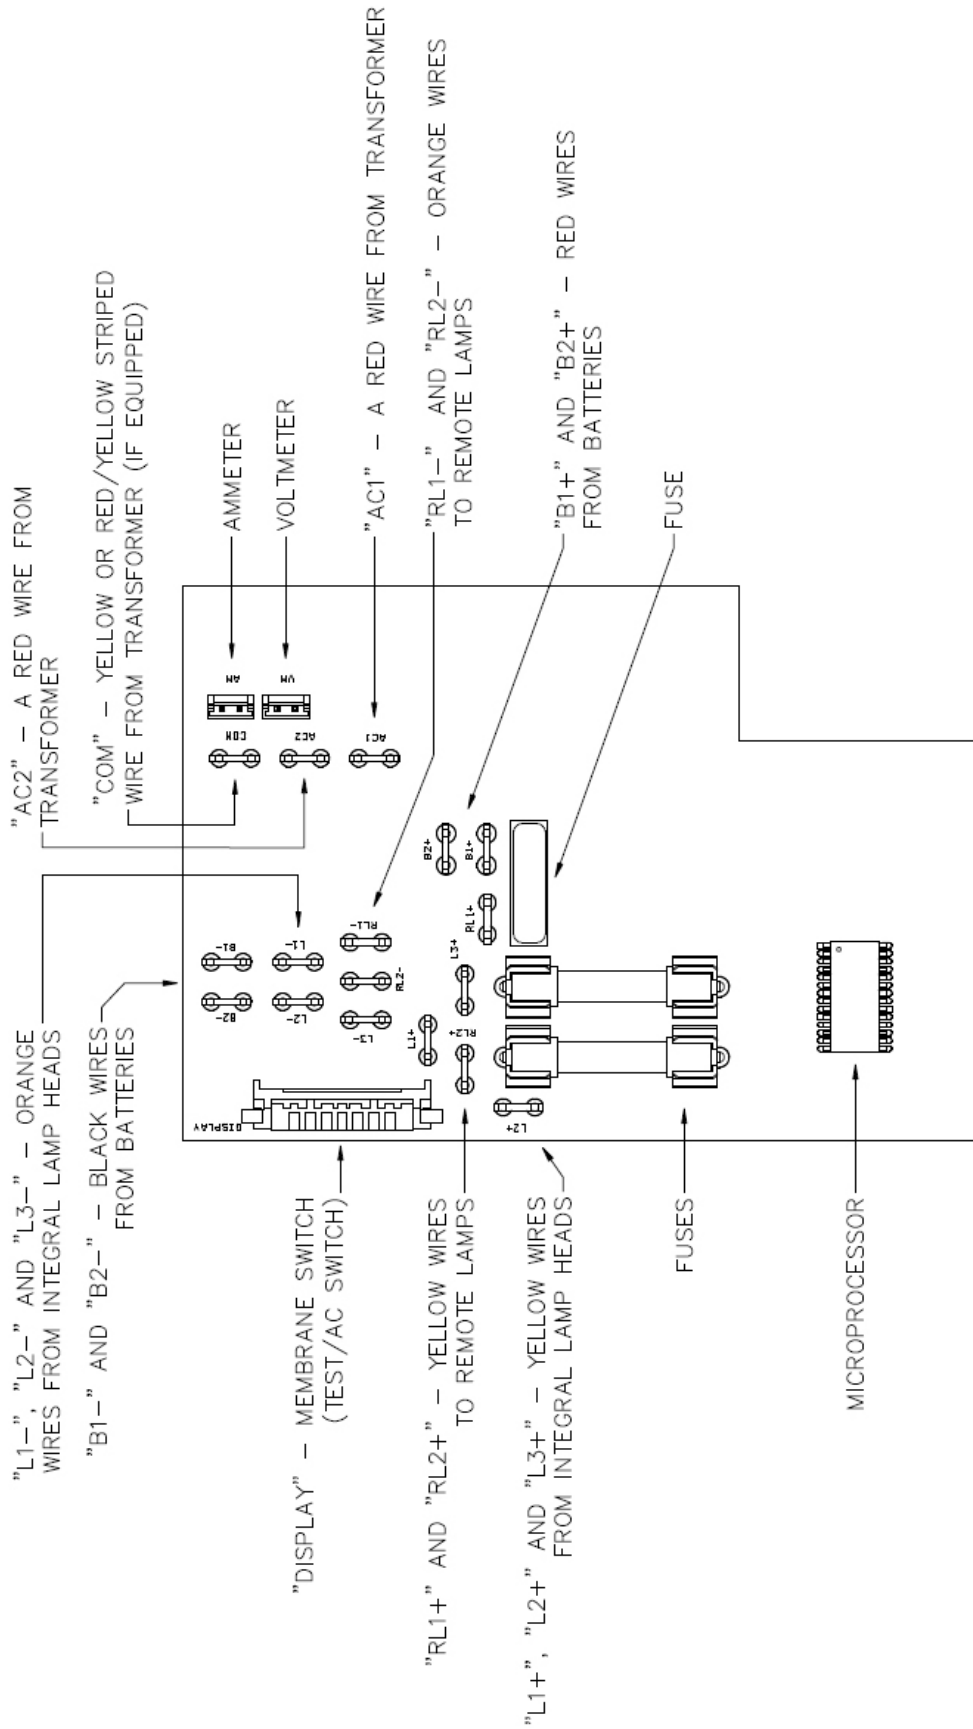 "AC2" – A RED WIRE FROM
TRANSFORMER
"COM" – YELLOW OR RED/YELLOW STRIPED
WIRE FROM TRANSFORMER (IF EQUIPPED)
AMMETER
VOLTMETER
"AC1" – A RED WIRE FROM TRANSFORMER
"RL1–" AND "RL2–" – ORANGE WIRES
TO REMOTE LAMPS
"B1+" AND "B2+" – RED WIRES
FROM BATTERIES
FUSE
"L1–", "L2–" AND "L3–" – ORANGE
WIRES FROM INTEGRAL LAMP HEADS
"B1–" AND "B2–" – BLACK WIRES
FROM BATTERIES
"DISPLAY" – MEMBRANE SWITCH
(TEST/AC SWITCH)
"RL1+" AND "RL2+" – YELLOW WIRES
TO REMOTE LAMPS
"L1+", "L2+" AND "L3+" – YELLOW WIRES
FROM INTEGRAL LAMP HEADS
FUSES
MICROPROCESSOR
AM
VM
COM
AC2
AC1
B1-
B2-
L1-
L2-
RL1-
RL2-
L3-
B2+
B1+
RL1+
L3+
L1+
RL2+
L2+
DISPLAY